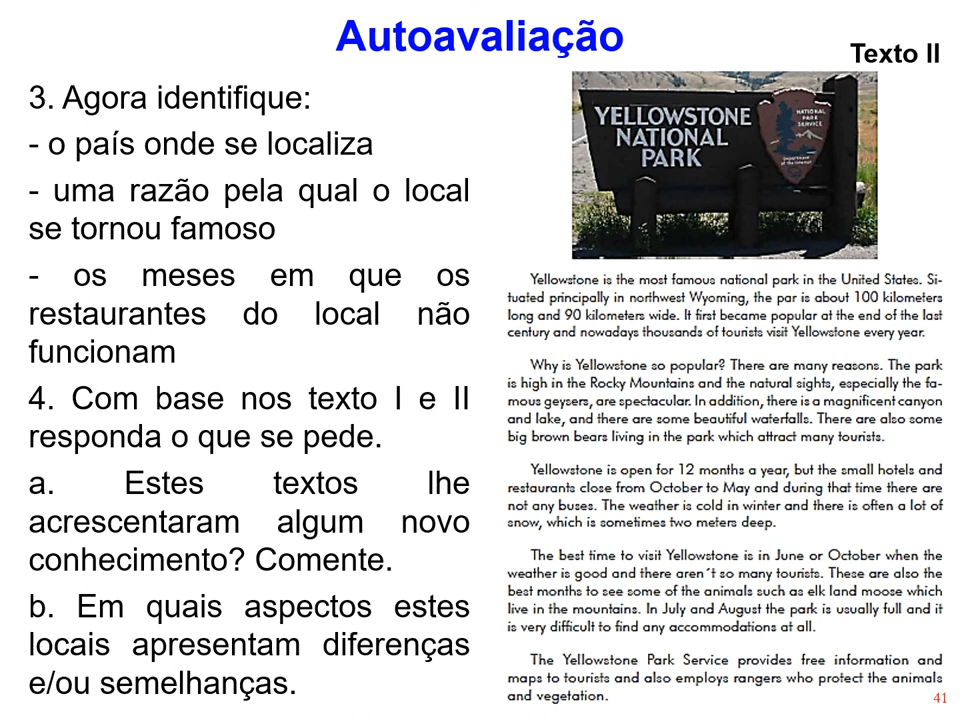 Autoavaliação
Texto II
3. Agora identifique:
- o país onde se localiza
- uma razão pela qual o local
se tornou famoso
- os meses em que os
restaurantes do local não
funcionam
4. Com base nos texto I e II
responda o que se pede.
a. Estes textos lhe
acrescentaram algum novo
conhecimento? Comente.
b. Em quais aspectos estes
locais apresentam diferenças
e/ou semelhanças.
YELLOWSTONE
NATIONAL
PARK
NATIONAL
PARK
SERVICE
Department
of the Interior
Yellowstone is the most famous national park in the United States. Si-
tuated principally in northwest Wyoming, the par is about 100 kilometers
long and 90 kilometers wide. It first became popular at the end of the last
century and nowadays thousands of tourists visit Yellowstone every year.
Why is Yellowstone so popular? There are many reasons. The park
is high in the Rocky Mountains and the natural sights, especially the fa-
mous geysers, are spectacular. In addition, there is a magnificent canyon
and lake, and there are some beautiful waterfalls. There are also some
big brown bears living in the park which attract many tourists.
Yellowstone is open for 12 months a year, but the small hotels and
restaurants close from October to May and during that time there are
not any buses. The weather is cold in winter and there is often a lot of
snow, which is sometimes two meters deep.
The best time to visit Yellowstone is in June or October when the
weather is good and there aren´t so many tourists. These are also the
best months to see some of the animals such as elk land moose which
live in the mountains. In July and August the park is usually full and it
is very difficult to find any accommodations at all.
The Yellowstone Park Service provides free information and
maps to tourists and also employs rangers who protect the animals
and vegetation.
41